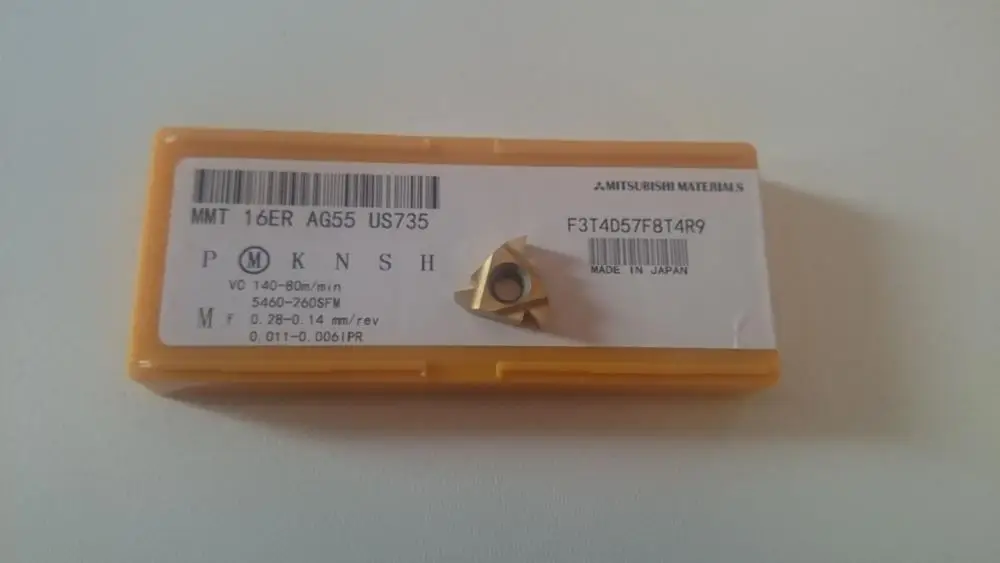 MMT 16ER AG55 US735
P M K N S H
VC 140-80m/min
5460-260SFM
M F 0.28-0.14 mm/rev
0.011-0.006IPR
MITSUBISHI MATERIALS
F3T4D57F8T4R9
MADE IN JAPAN